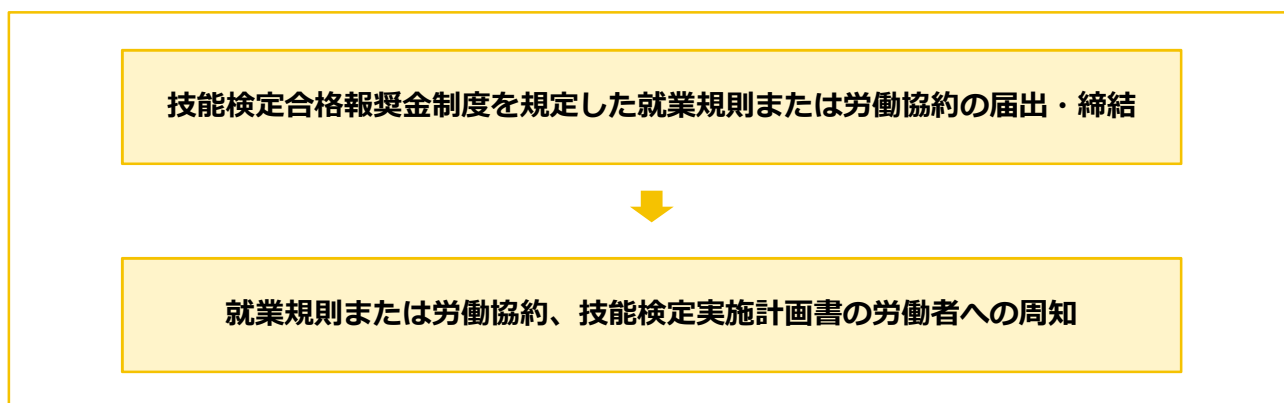 技能検定合格報奨金制度を規定した就業規則または労働協約の届出・締結
就業規則または労働協約、技能検定実施計画書の労働者への周知